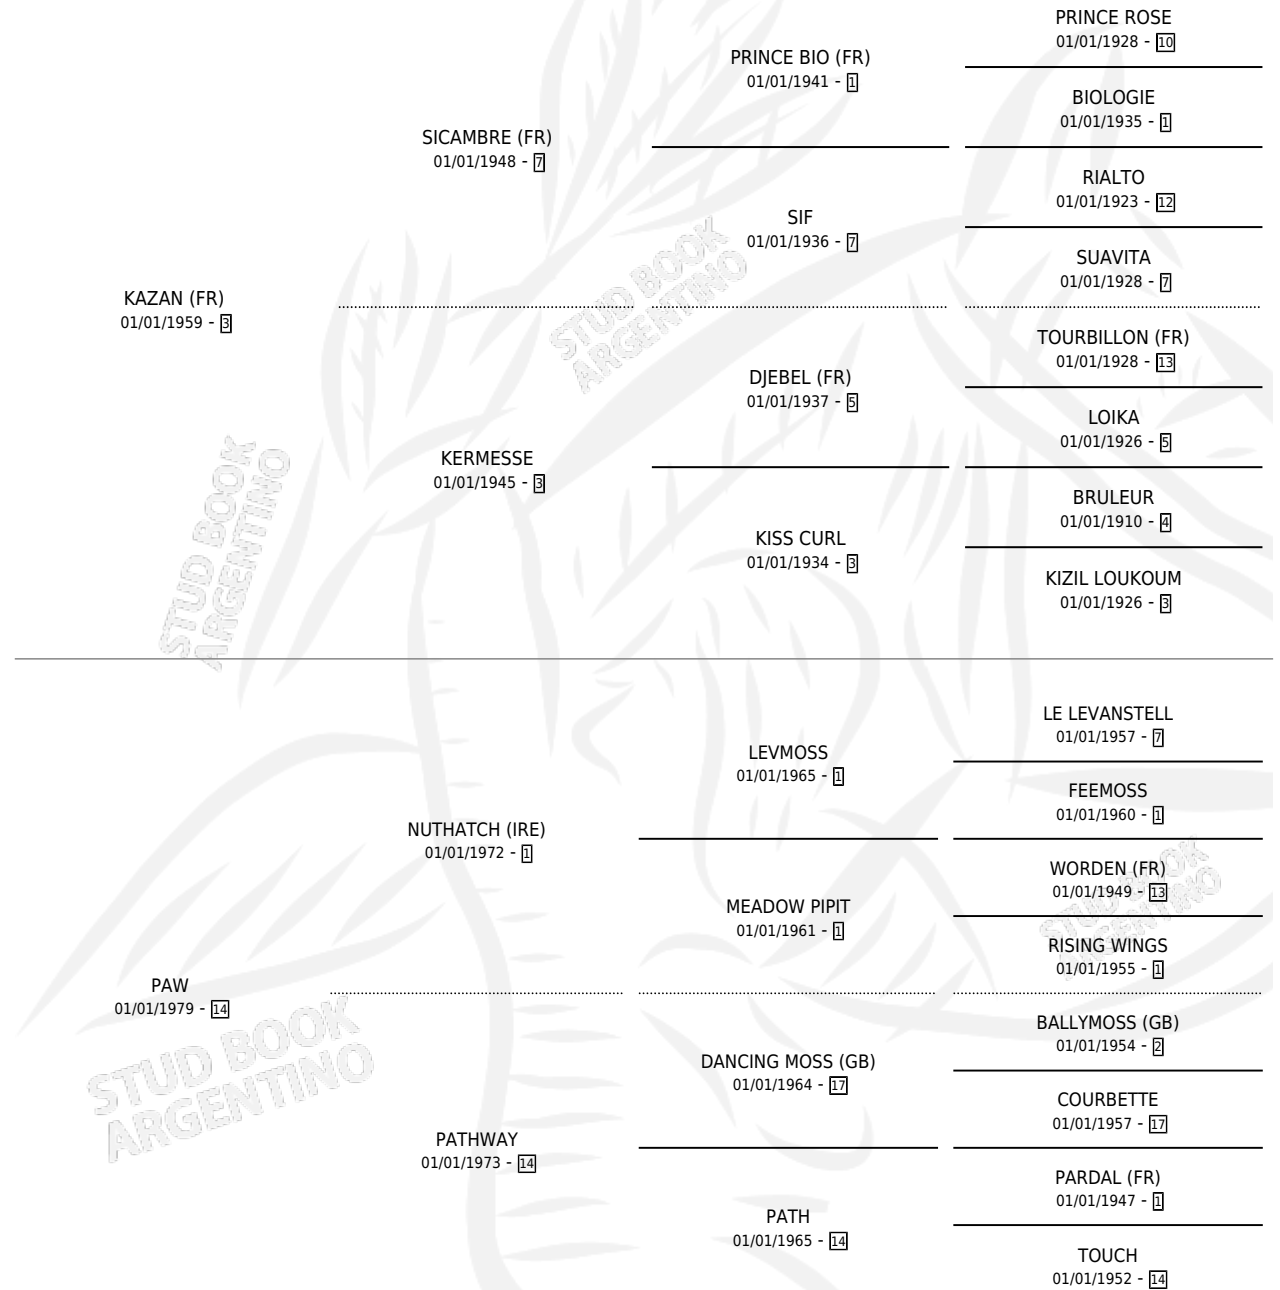 PRINCE ROSE
01/01/1928 - 10
PRINCE BIO (FR)
01/01/1941 - 1
BIOLOGIE
01/01/1935 - 1
SICAMBRE (FR)
01/01/1948 - 7
RIALTO
01/01/1923 - 12
SIF
01/01/1936 - 7
SUAVITA
01/01/1928 - 7
KAZAN (FR)
01/01/1959 - 3
TOURBILLON (FR)
01/01/1928 - 13
DJEBEL (FR)
01/01/1937 - 5
LOIKA
01/01/1926 - 5
KERMESSE
01/01/1945 - 3
BRULEUR
01/01/1910 - 4
KISS CURL
01/01/1934 - 3
KIZIL LOUKOUM
01/01/1926 - 3
LE LEVANSTELL
01/01/1957 - 7
LEVMOSS
01/01/1965 - 1
FEEMOSS
01/01/1960 - 1
NUTHATCH (IRE)
01/01/1972 - 1
WORDEN (FR)
01/01/1949 - 13
MEADOW PIPIT
01/01/1961 - 1
RISING WINGS
01/01/1955 - 1
PAW
01/01/1979 - 14
BALLYMOSS (GB)
01/01/1954 - 2
DANCING MOSS (GB)
01/01/1964 - 17
COURBETTE
01/01/1957 - 17
PATHWAY
01/01/1973 - 14
PARDAL (FR)
01/01/1947 - 1
PATH
01/01/1965 - 14
TOUCH
01/01/1952 - 14
STUD BOOK
ARGENTINO
STUD BOOK
ARGENTINO
STUD BOOK
ARGENTINO
STUD BOOK
ARGENTINO